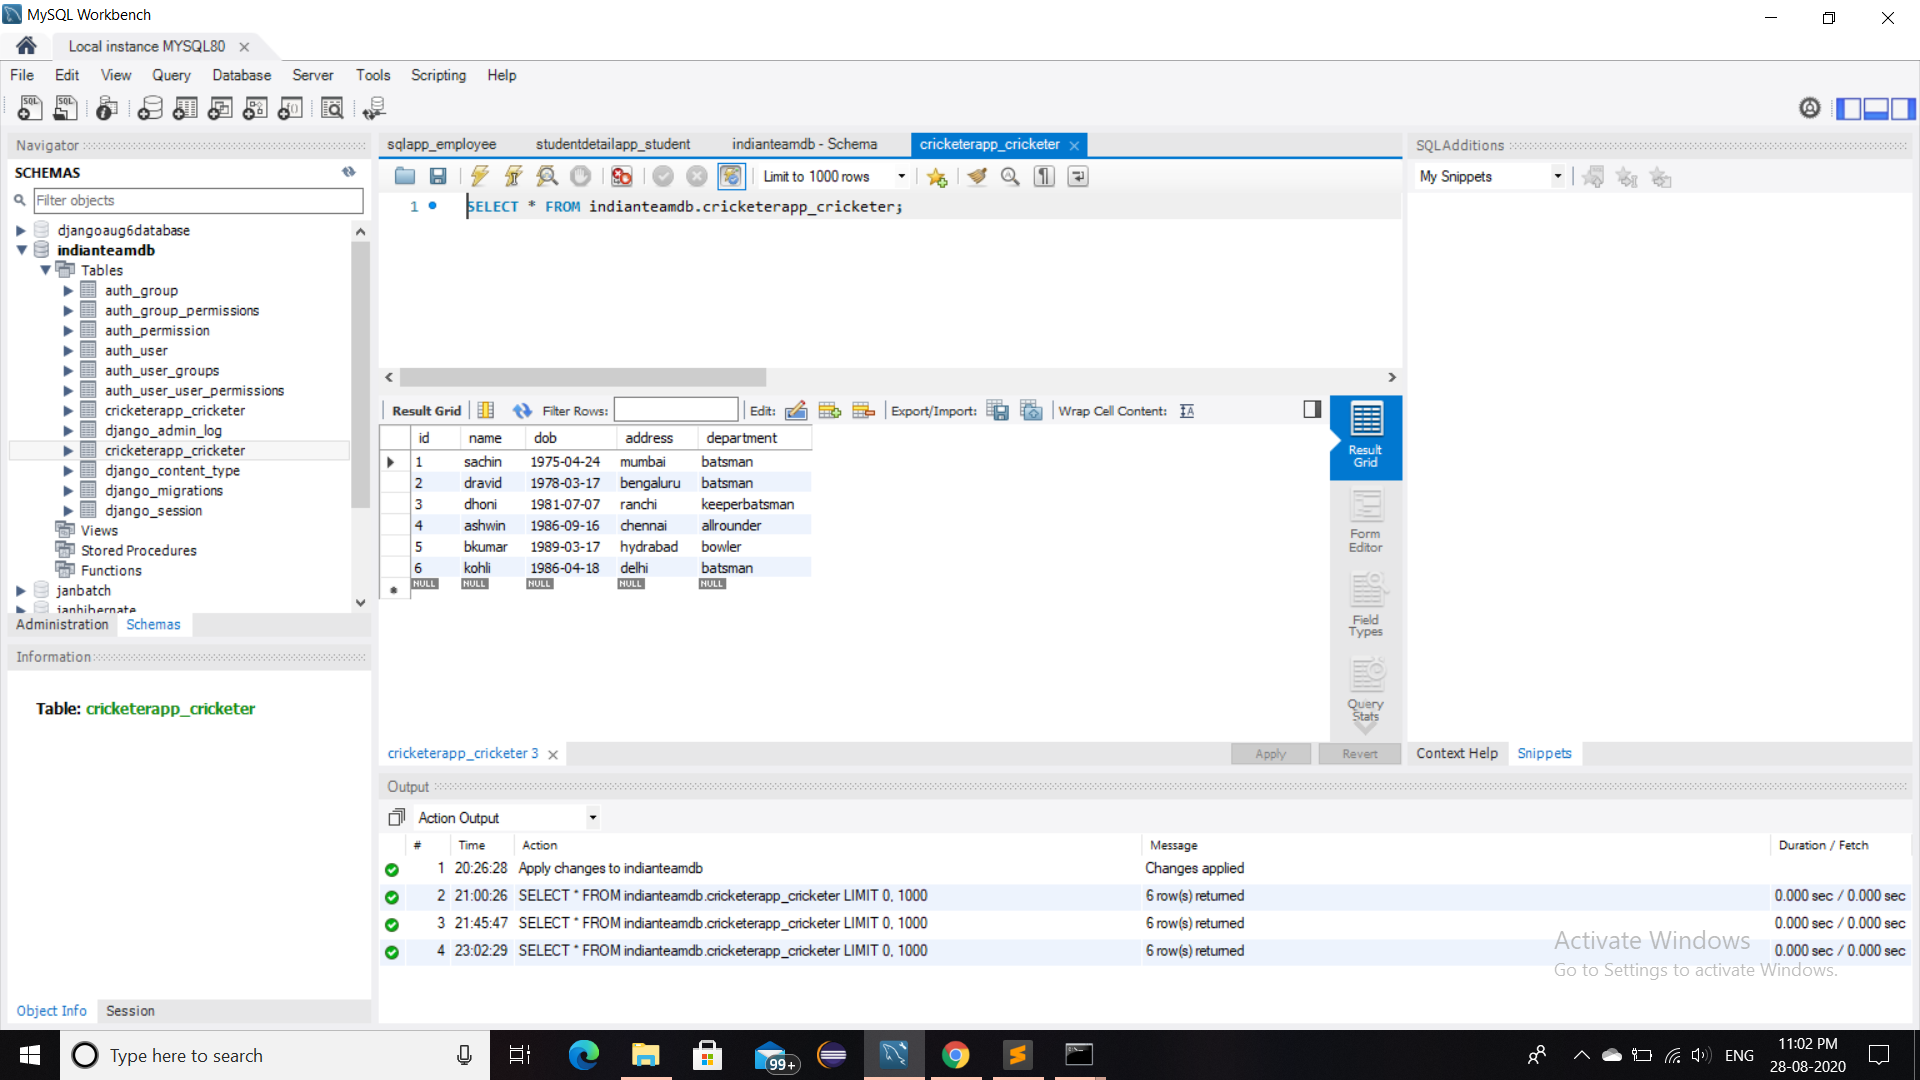 MySQL Workbench
Local instance MYSQL80
File Edit View Query Database Server Tools Scripting Help
Navigator
SCHEMAS
Filter objects
djangoaug6database
indianteamdb
Tables
auth_group
auth_group_permissions
auth_permission
auth_user
auth_user_groups
auth_user_user_permissions
cricketerapp_cricketer
django_admin_log
cricketerapp_cricketer
django_content_type
django_migrations
django_session
Views
Stored Procedures
Functions
janbatch
janhibernate
Administration Schemas
Information
Table: cricketerapp_cricketer
Object Info Session
sqlapp_employee studentdetailapp_student indianteamdb - Schema cricketerapp_cricketer
Limit to 1000 rows
1 SELECT * FROM indianteamdb.cricketerapp_cricketer;
Result Grid Filter Rows: Edit: Export/Import: Wrap Cell Content:
id name dob address department
1 sachin 1975-04-24 mumbai batsman
2 dravid 1978-03-17 bengaluru batsman
3 dhoni 1981-07-07 ranchi keeperbatsman
4 ashwin 1986-09-16 chennai allrounder
5 bkumar 1989-03-17 hydrabad bowler
6 kohli 1986-04-18 delhi batsman
NULL NULL NULL NULL NULL
Result
Grid
Form
Editor
Field
Types
Query
Stats
cricketerapp_cricketer 3
Apply Revert
SQLAdditions
My Snippets
Context Help Snippets
Output
Action Output
# Time Action Message Duration / Fetch
1 20:26:28 Apply changes to indianteamdb Changes applied
2 21:00:26 SELECT * FROM indianteamdb.cricketerapp_cricketer LIMIT 0, 1000 6 row(s) returned 0.000 sec / 0.000 sec
3 21:45:47 SELECT * FROM indianteamdb.cricketerapp_cricketer LIMIT 0, 1000 6 row(s) returned 0.000 sec / 0.000 sec
4 23:02:29 SELECT * FROM indianteamdb.cricketerapp_cricketer LIMIT 0, 1000 6 row(s) returned 0.000 sec / 0.000 sec
Activate Windows
Go to Settings to activate Windows.
Type here to search
99+
ENG
11:02 PM
28-08-2020